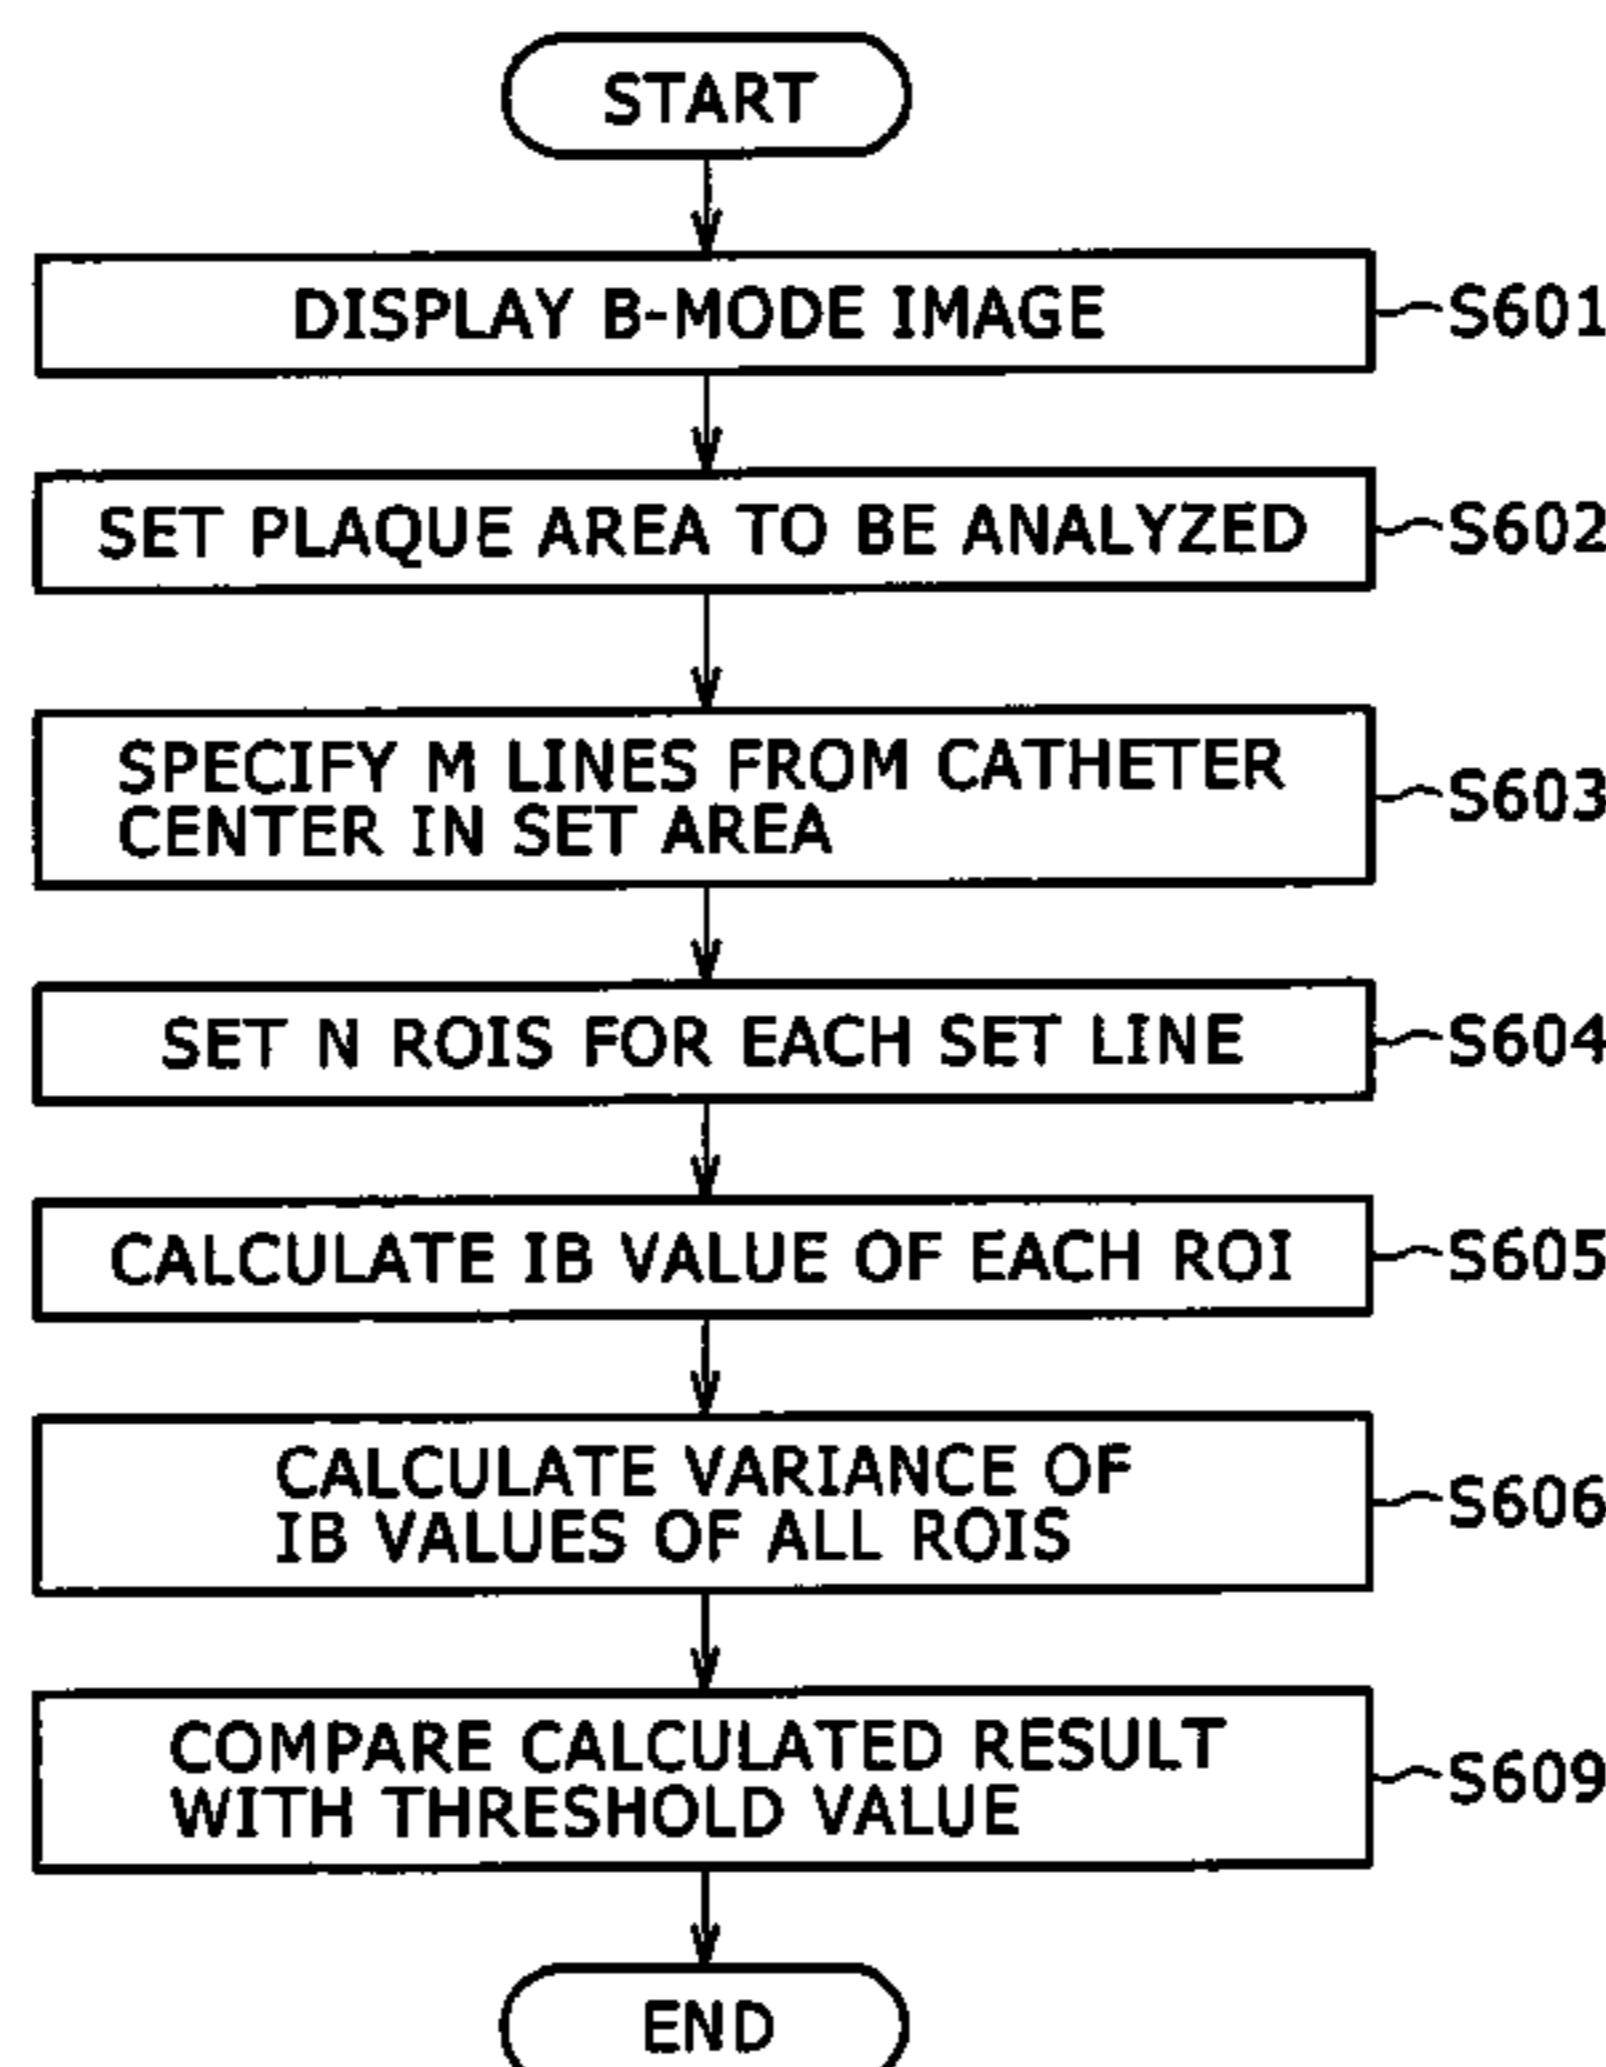 START
DISPLAY B-MODE IMAGE
S601
SET PLAQUE AREA TO BE ANALYZED
S602
SPECIFY M LINES FROM CATHETER
CENTER IN SET AREA
S603
SET N ROIS FOR EACH SET LINE
S604
CALCULATE IB VALUE OF EACH ROI
S605
CALCULATE VARIANCE OF
IB VALUES OF ALL ROIS
S606
COMPARE CALCULATED RESULT
WITH THRESHOLD VALUE
S609
END